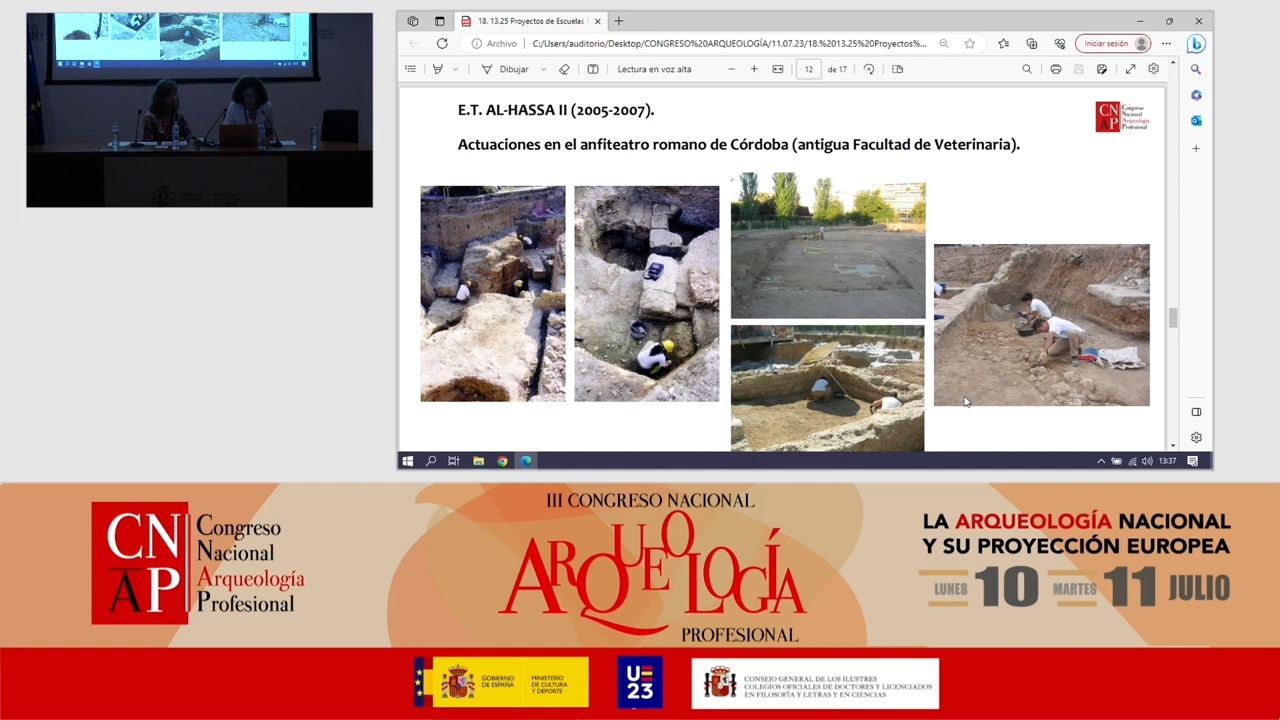 18. 13.25 Proyectos de Escuelas
Archivo
C:/Users/auditorio/Desktop/CONGRESO%20ARQUEOLOGÍA/11.07.23/18.%2013.25%20Proyectos%...
Iniciar sesión
Dibujar
Lectura en voz alta
12
de 17
E.T. AL-HASSA II (2005-2007).
Actuaciones en el anfiteatro romano de Córdoba (antigua Facultad de Veterinaria).
CN
AP
Congreso
Nacional
Arqueología
Profesional
13:37
CN
AP
Congreso
Nacional
Arqueología
Profesional
III CONGRESO NACIONAL
ARQUEOLOGÍA
PROFESIONAL
LA ARQUEOLOGÍA NACIONAL
Y SU PROYECCIÓN EUROPEA
LUNES 10 MARTES 11 JULIO
GOBIERNO
DE ESPAÑA
MINISTERIO
DE CULTURA
Y DEPORTE
UE
23
CONSEJO GENERAL DE LOS ILUSTRES
COLEGIOS OFICIALES DE DOCTORES Y LICENCIADOS
EN FILOSOFÍA Y LETRAS Y EN CIENCIAS